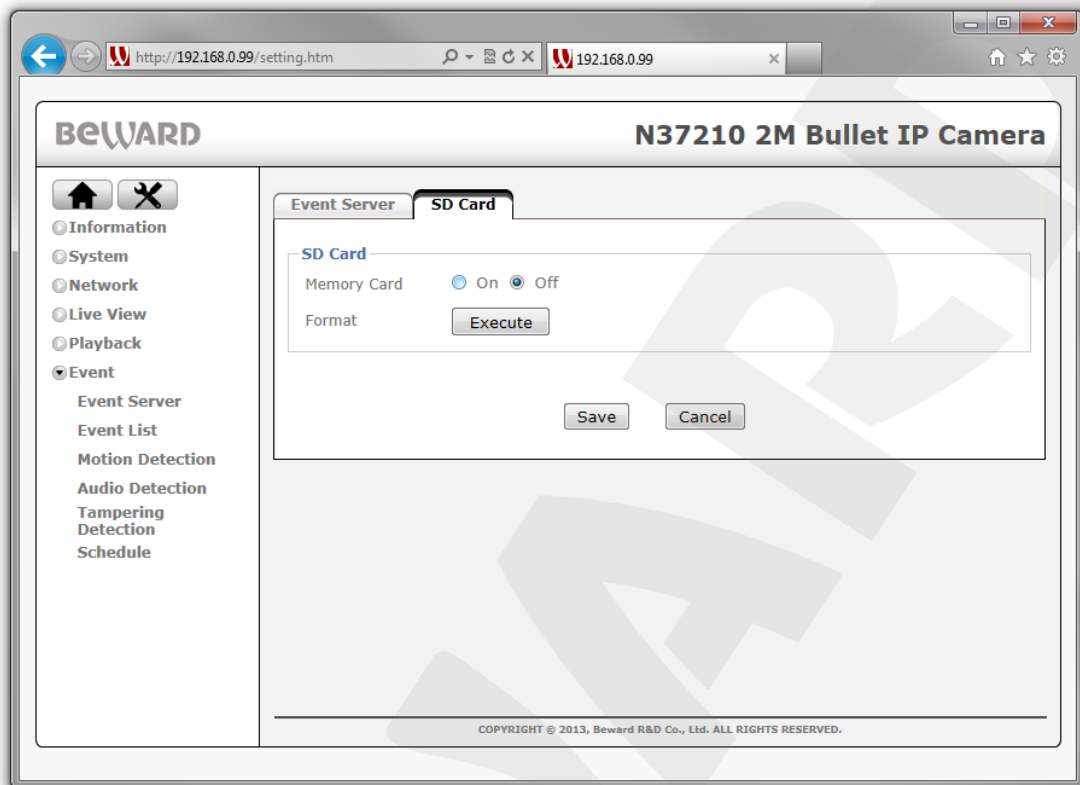 http://192.168.0.99/setting.htm
192.168.0.99
BEWARD
N37210 2M Bullet IP Camera
Information
System
Network
Live View
Playback
Event
Event Server
Event List
Motion Detection
Audio Detection
Tampering
Detection
Schedule
Event Server SD Card
SD Card
Memory Card On Off
Format Execute
Save Cancel
COPYRIGHT © 2013, Beward R&D Co., Ltd. ALL RIGHTS RESERVED.